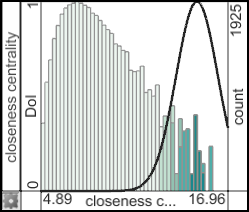 closeness centrality
DoI
1
0
1925
count
4.89
closeness c...
16.96